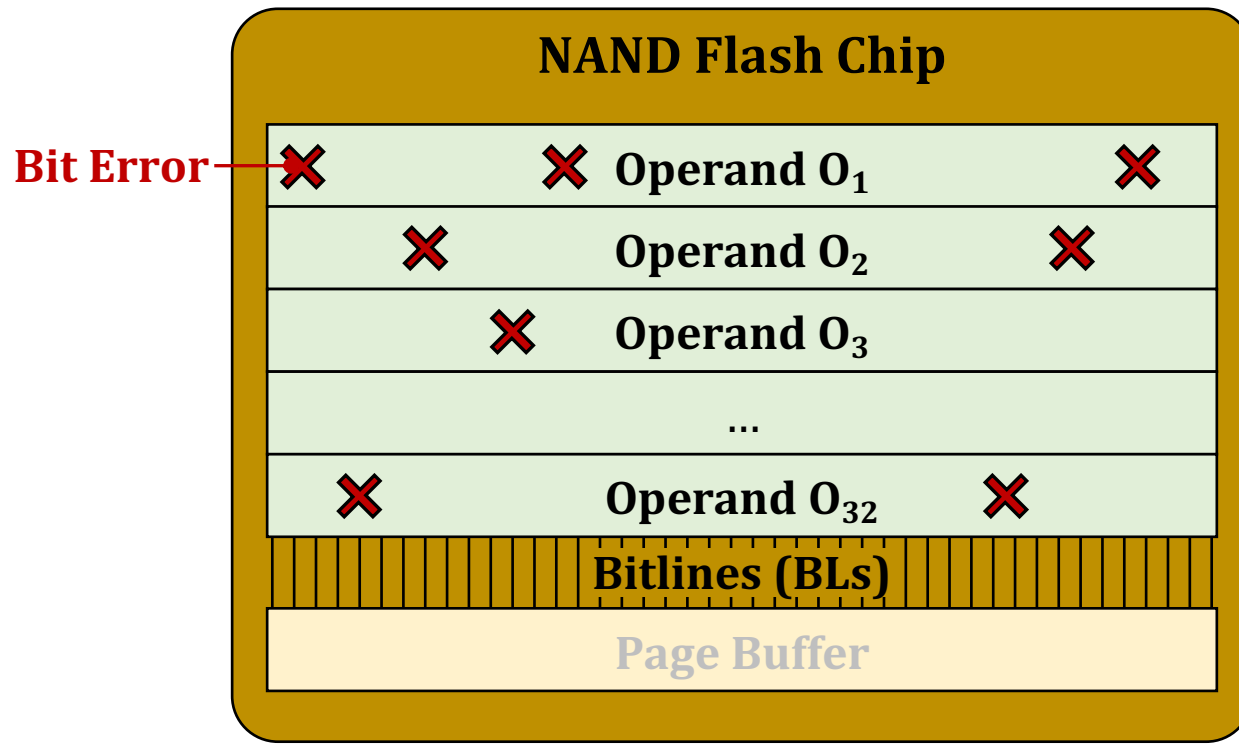 NAND Flash Chip
Bit Error
Operand O₁
Operand O₂
Operand O₃
...
Operand O₃₂
Bitlines (BLs)
Page Buffer